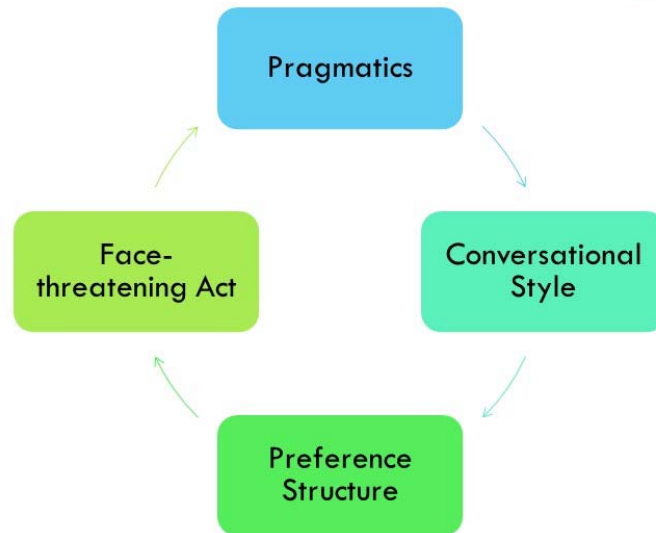 Pragmatics
Conversational
Style
Preference
Structure
Face-
threatening Act